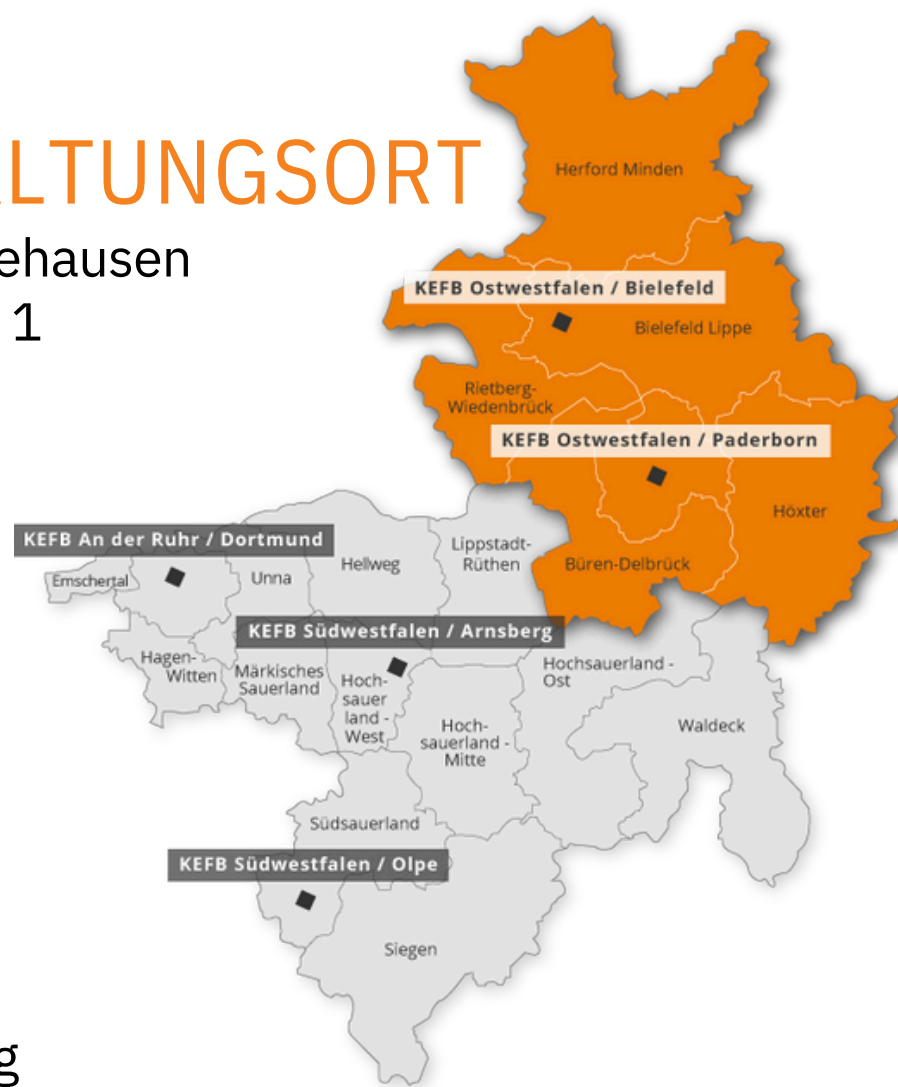 LTUNGSORT
ehausen
1
Herford Minden
KEFB Ostwestfalen / Bielefeld
Bielefeld Lippe
Rietberg-
Wiedenbrück
KEFB Ostwestfalen / Paderborn
Höxter
Büren-Delbrück
KEFB An der Ruhr / Dortmund
Emschertal
Unna
Hellweg
Lippstadt-
Rüthen
KEFB Südwestfalen / Arnsberg
Hagen-
Witten
Märkisches
Sauerland
Hoch-
sauer
land -
West
Hoch-
sauerland -
Mitte
Hochsauerland -
Ost
Waldeck
Südsauerland
KEFB Südwestfalen / Olpe
Siegen
g